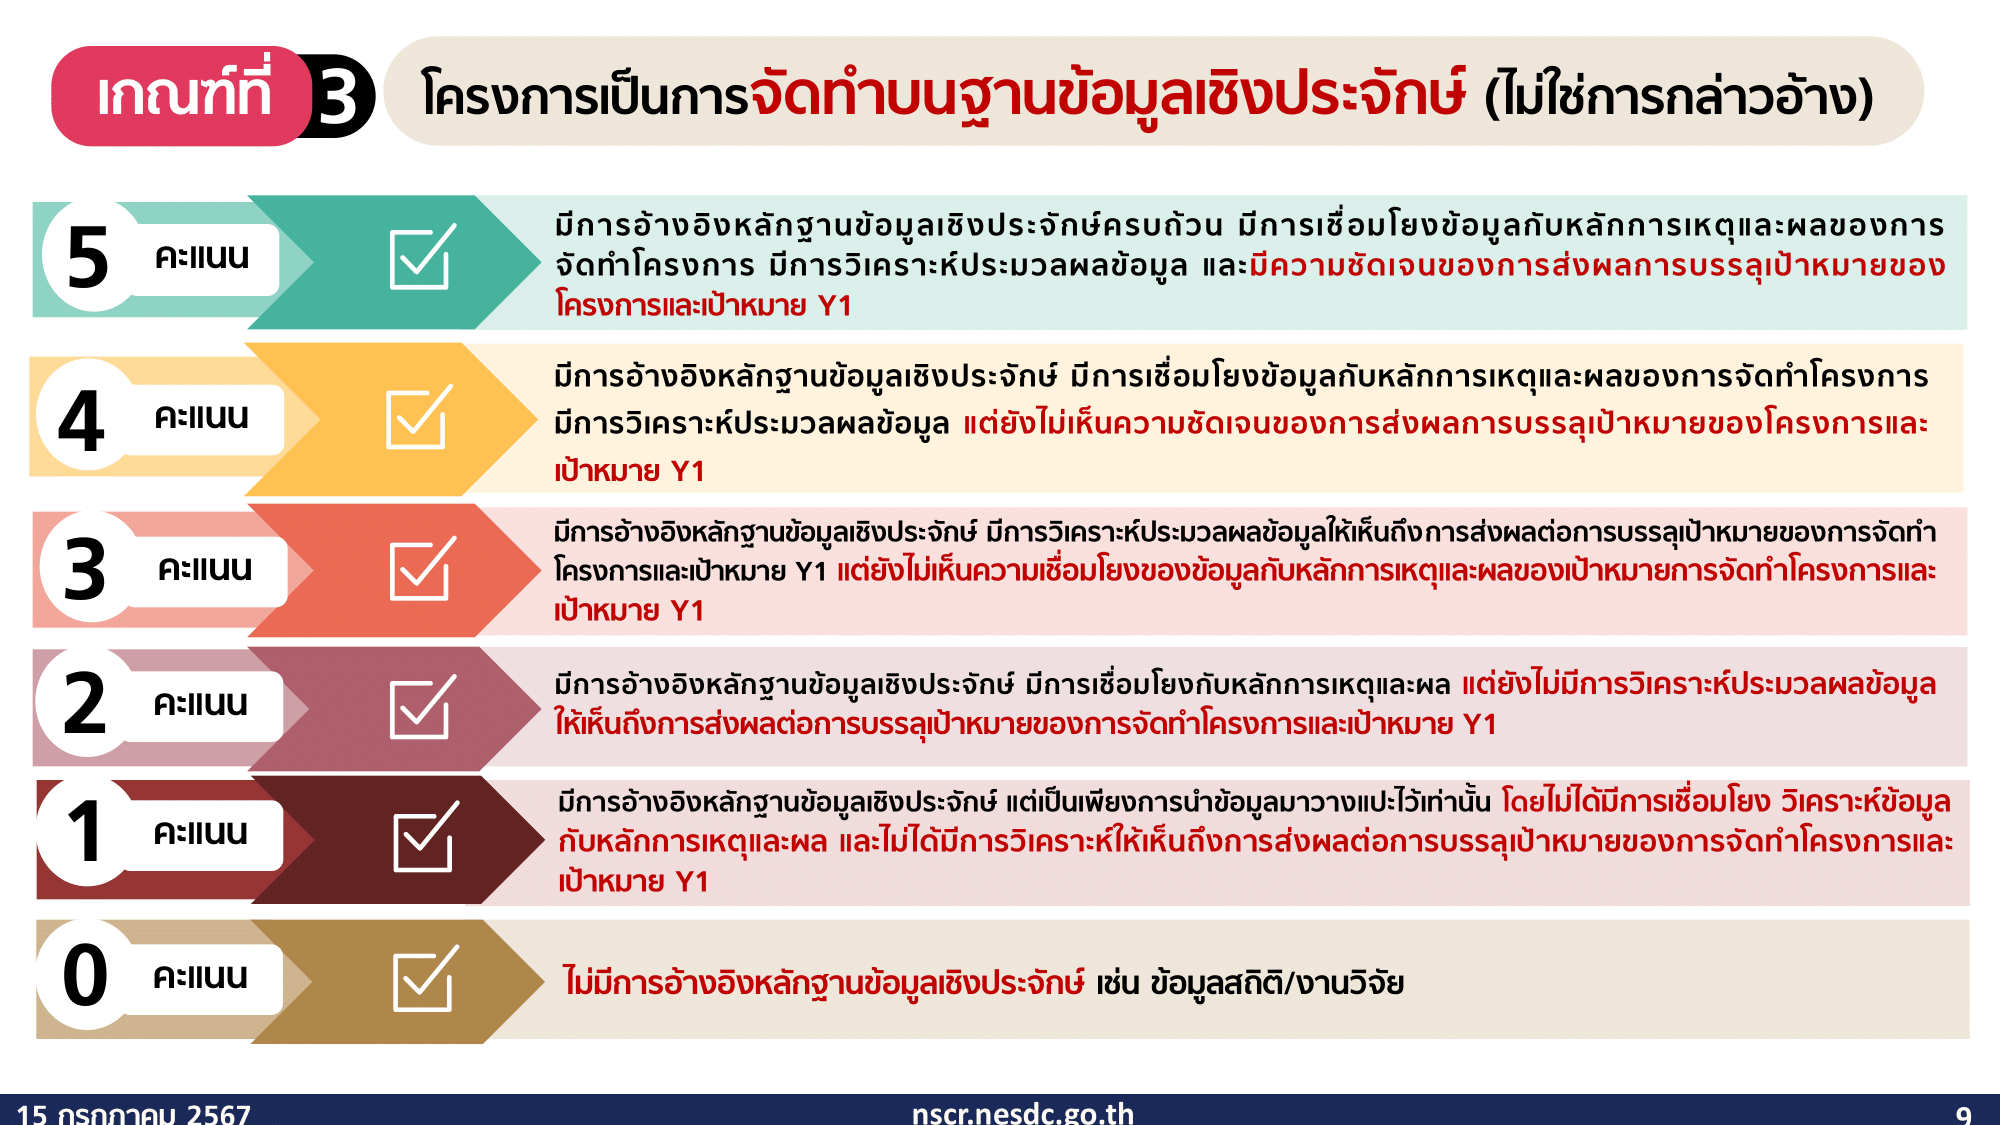 เกณฑ์ที่ 3 โครงการเป็นการจัดทำบนฐานข้อมูลเชิงประจักษ์ (ไม่ใช่การกล่าวอ้าง)
5 คะแนน
มีการอ้างอิงหลักฐานข้อมูลเชิงประจักษ์ครบถ้วน มีการเชื่อมโยงข้อมูลกับหลักการเหตุและผลของการ
จัดทำโครงการ มีการวิเคราะห์ประมวลผลข้อมูล และมีความชัดเจนของการส่งผลการบรรลุเป้าหมายของ
โครงการและเป้าหมาย Y1
4 คะแนน
มีการอ้างอิงหลักฐานข้อมูลเชิงประจักษ์ มีการเชื่อมโยงข้อมูลกับหลักการเหตุและผลของการจัดทำโครงการ
มีการวิเคราะห์ประมวลผลข้อมูล แต่ยังไม่เห็นความชัดเจนของการส่งผลการบรรลุเป้าหมายของโครงการและ
เป้าหมาย Y1
3 คะแนน
มีการอ้างอิงหลักฐานข้อมูลเชิงประจักษ์ มีการวิเคราะห์ประมวลผลข้อมูลให้เห็นถึงการส่งผลต่อการบรรลุเป้าหมายของการจัดทำ
โครงการและเป้าหมาย Y1 แต่ยังไม่เห็นความเชื่อมโยงของข้อมูลกับหลักการเหตุและผลของเป้าหมายการจัดทำโครงการและ
เป้าหมาย Y1
2 คะแนน
มีการอ้างอิงหลักฐานข้อมูลเชิงประจักษ์ มีการเชื่อมโยงกับหลักการเหตุและผล แต่ยังไม่มีการวิเคราะห์ประมวลผลข้อมูล
ให้เห็นถึงการส่งผลต่อการบรรลุเป้าหมายของการจัดทำโครงการและเป้าหมาย Y1
1 คะแนน
มีการอ้างอิงหลักฐานข้อมูลเชิงประจักษ์ แต่เป็นเพียงการนำข้อมูลมาวางแปะไว้เท่านั้น โดยไม่ได้มีการเชื่อมโยง วิเคราะห์ข้อมูล
กับหลักการเหตุและผล และไม่ได้มีการวิเคราะห์ให้เห็นถึงการส่งผลต่อการบรรลุเป้าหมายของการจัดทำโครงการและ
เป้าหมาย Y1
0 คะแนน
ไม่มีการอ้างอิงหลักฐานข้อมูลเชิงประจักษ์ เช่น ข้อมูลสถิติ/งานวิจัย
15 กรกฎาคม 2567
nscr.nesdc.go.th
9